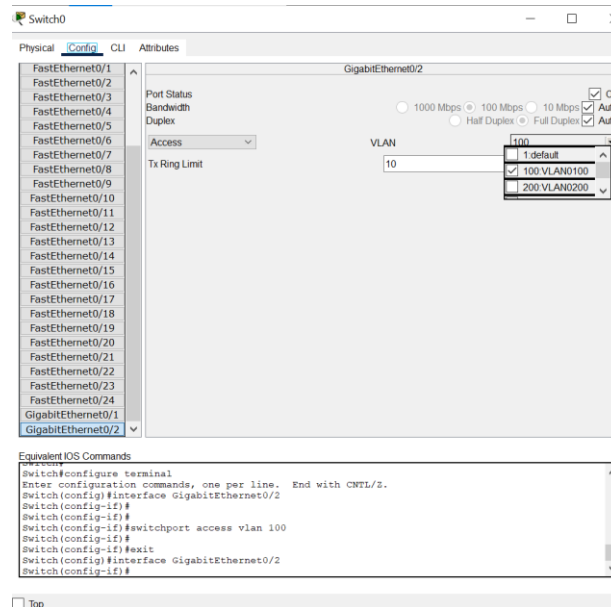 Switch0
Physical Config CLI Attributes
FastEthernet0/1
FastEthernet0/2
FastEthernet0/3
FastEthernet0/4
FastEthernet0/5
FastEthernet0/6
FastEthernet0/7
FastEthernet0/8
FastEthernet0/9
FastEthernet0/10
FastEthernet0/11
FastEthernet0/12
FastEthernet0/13
FastEthernet0/14
FastEthernet0/15
FastEthernet0/16
FastEthernet0/17
FastEthernet0/18
FastEthernet0/19
FastEthernet0/20
FastEthernet0/21
FastEthernet0/22
FastEthernet0/23
FastEthernet0/24
GigabitEthernet0/1
GigabitEthernet0/2
GigabitEthernet0/2
Port Status
Bandwidth 1000 Mbps 100 Mbps 10 Mbps
Duplex Half Duplex Full Duplex
Access VLAN 100
1:default
100:VLAN0100
200:VLAN0200
Tx Ring Limit 10
Equivalent IOS Commands
Switch#
Switch#configure terminal
Enter configuration commands, one per line. End with CNTL/Z.
Switch(config)#interface GigabitEthernet0/2
Switch(config-if)#
Switch(config-if)#
Switch(config-if)#switchport access vlan 100
Switch(config-if)#
Switch(config-if)#exit
Switch(config)#interface GigabitEthernet0/2
Switch(config-if)#
Top